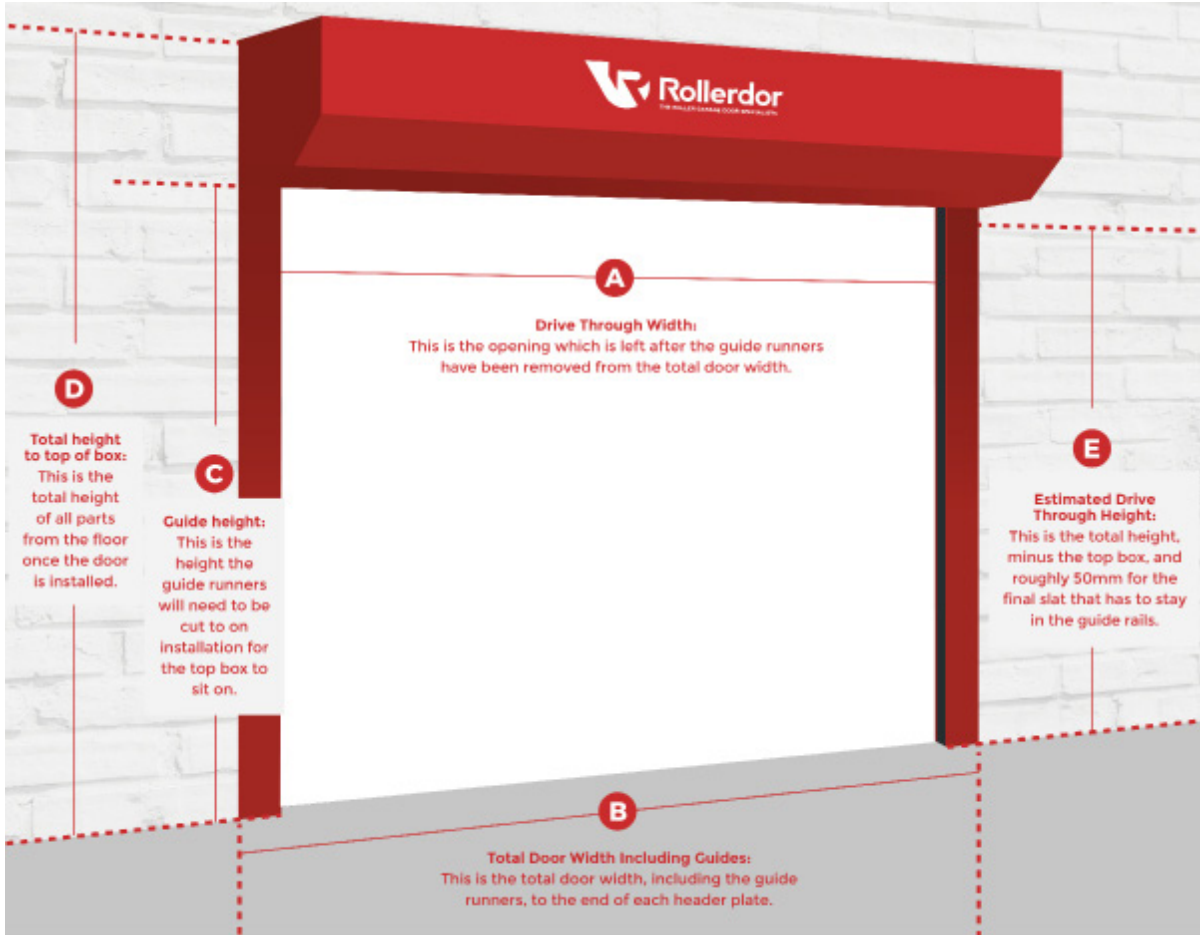 Rollerdor
THE ROLLER GARAGE DOOR SPECIALISTS
A
Drive Through Width:
This is the opening which is left after the guide runners
have been removed from the total door width.
D
Total height
to top of box:
This is the
total height
of all parts
from the floor
once the door
is installed.
C
Guide height:
This is the
height the
guide runners
will need to be
cut to on
installation for
the top box to
sit on.
E
Estimated Drive
Through Height:
This is the total height,
minus the top box, and
roughly 50mm for the
final slat that has to stay
in the guide rails.
B
Total Door Width Including Guides:
This is the total door width, including the guide
runners, to the end of each header plate.